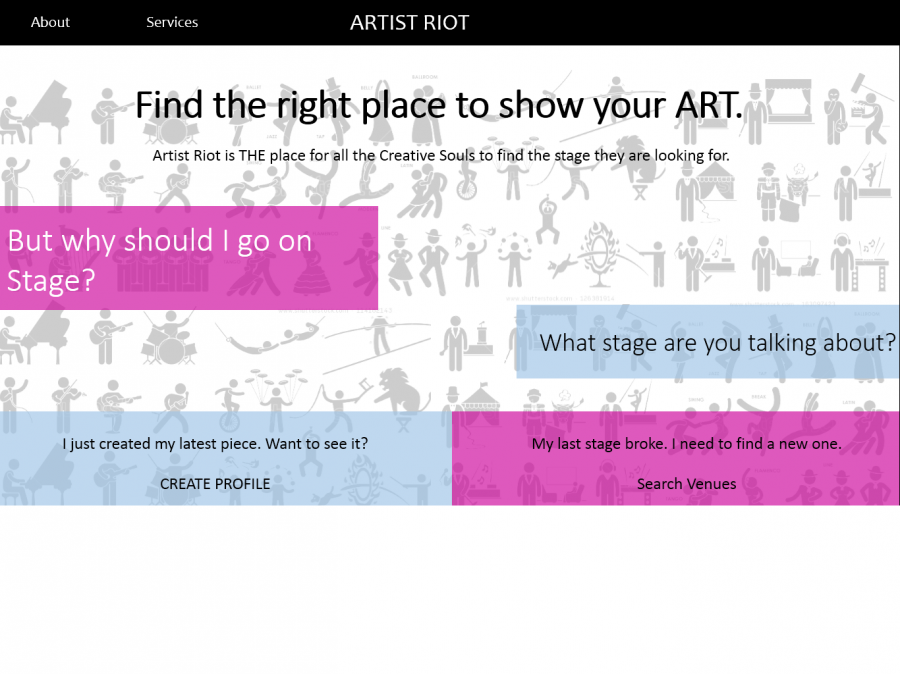 About
Services
ARTIST RIOT
Find the right place to show your ART.
Artist Riot is THE place for all the Creative Souls to find the stage they are looking for.
But why should I go on
Stage?
What stage are you talking about?
I just created my latest piece. Want to see it?
CREATE PROFILE
My last stage broke. I need to find a new one.
Search Venues